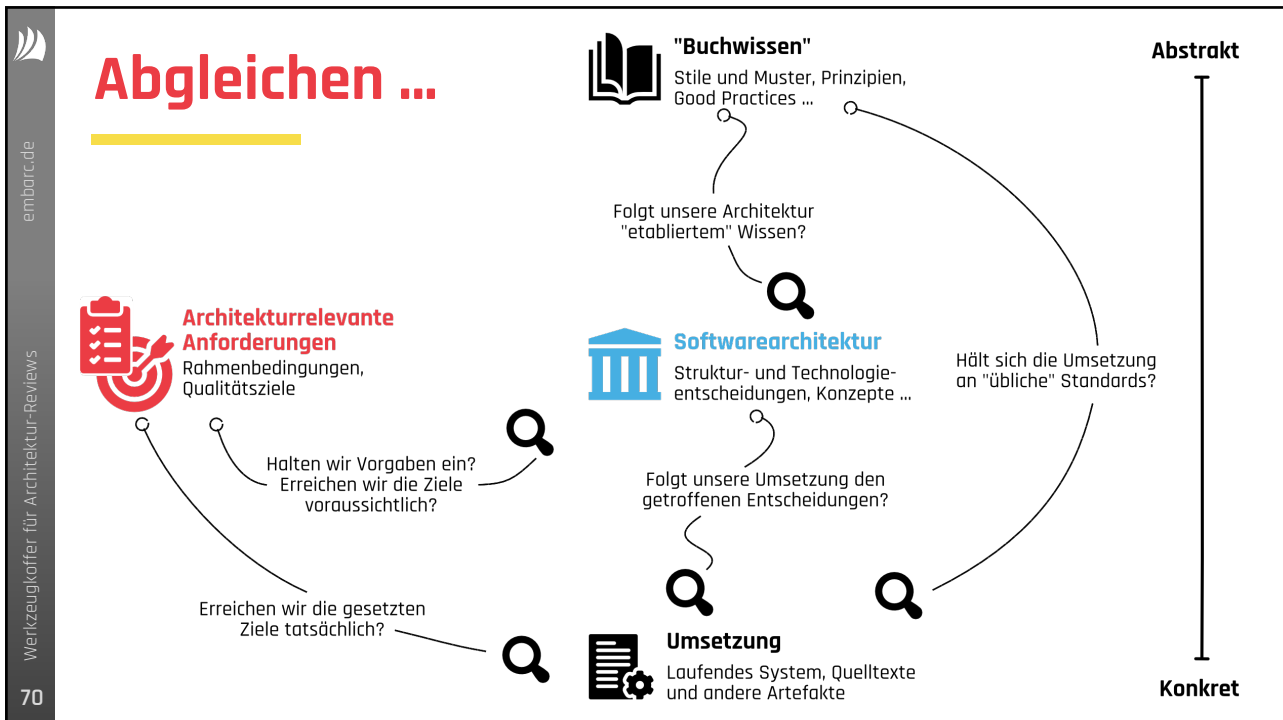 Abgleichen ...
"Buchwissen"
Stile und Muster, Prinzipien,
Good Practices ...
Abstrakt
Folgt unsere Architektur
"etabliertem" Wissen?
Architekturrelevante
Anforderungen
Rahmenbedingungen,
Qualitätsziele
Softwarearchitektur
Struktur- und Technologie-
entscheidungen, Konzepte ...
Hält sich die Umsetzung
an "übliche" Standards?
Halten wir Vorgaben ein?
Erreichen wir die Ziele
voraussichtlich?
Folgt unsere Umsetzung den
getroffenen Entscheidungen?
Erreichen wir die gesetzten
Ziele tatsächlich?
Umsetzung
Laufendes System, Quelltexte
und andere Artefakte
Konkret
embarc.de
Werkzeugkoffer für Architektur-Reviews
70